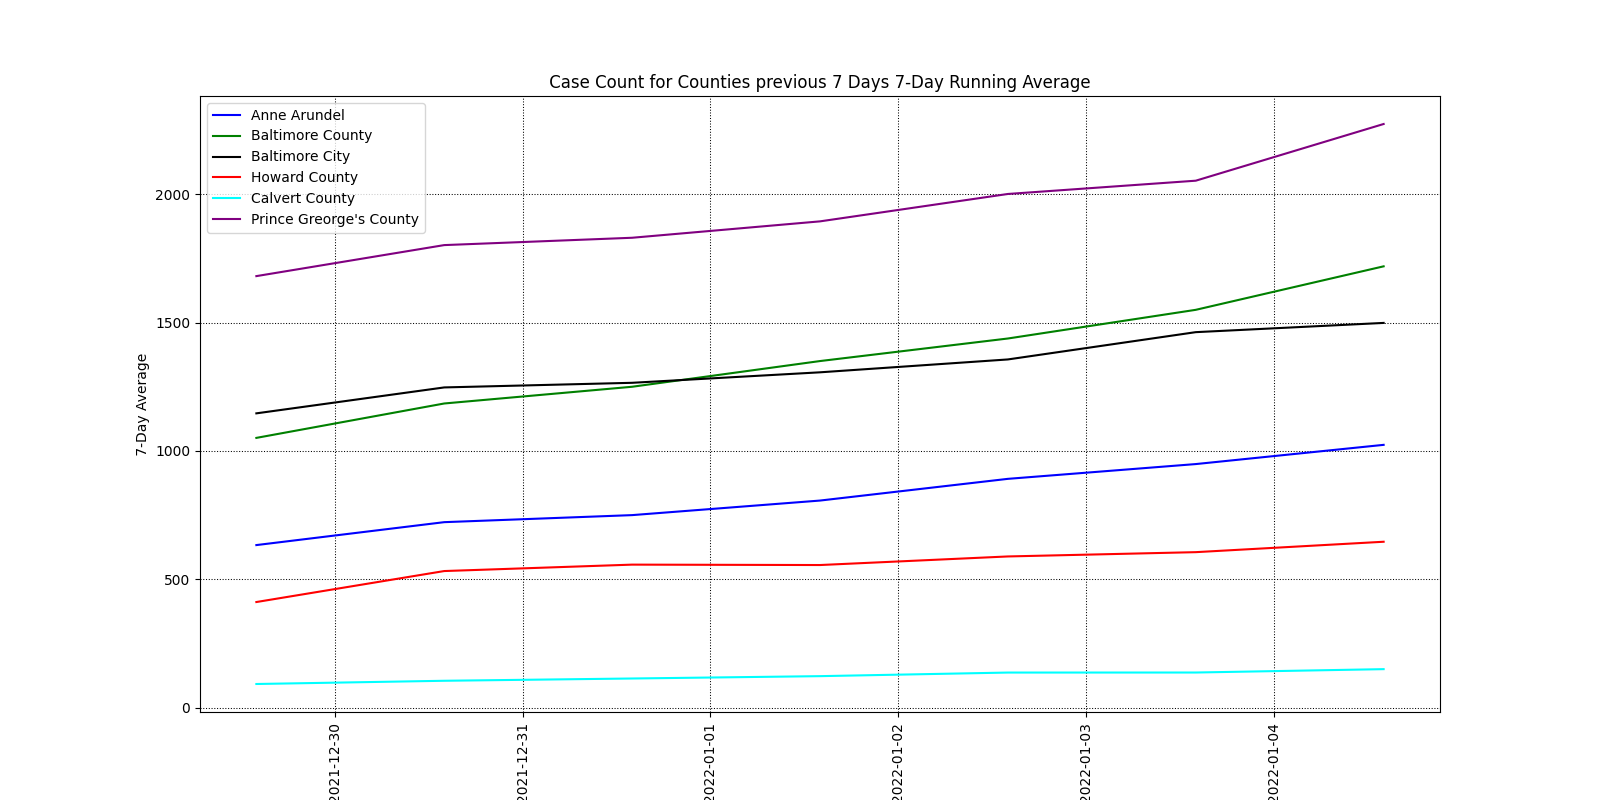 Case Count for Counties previous 7 Days 7-Day Running Average
Anne Arundel
Baltimore County
Baltimore City
Howard County
Calvert County
Prince Greorge's County
7-Day Average
2000
1500
1000
500
0
2021-12-30
2021-12-31
2022-01-01
2022-01-02
2022-01-03
2022-01-04